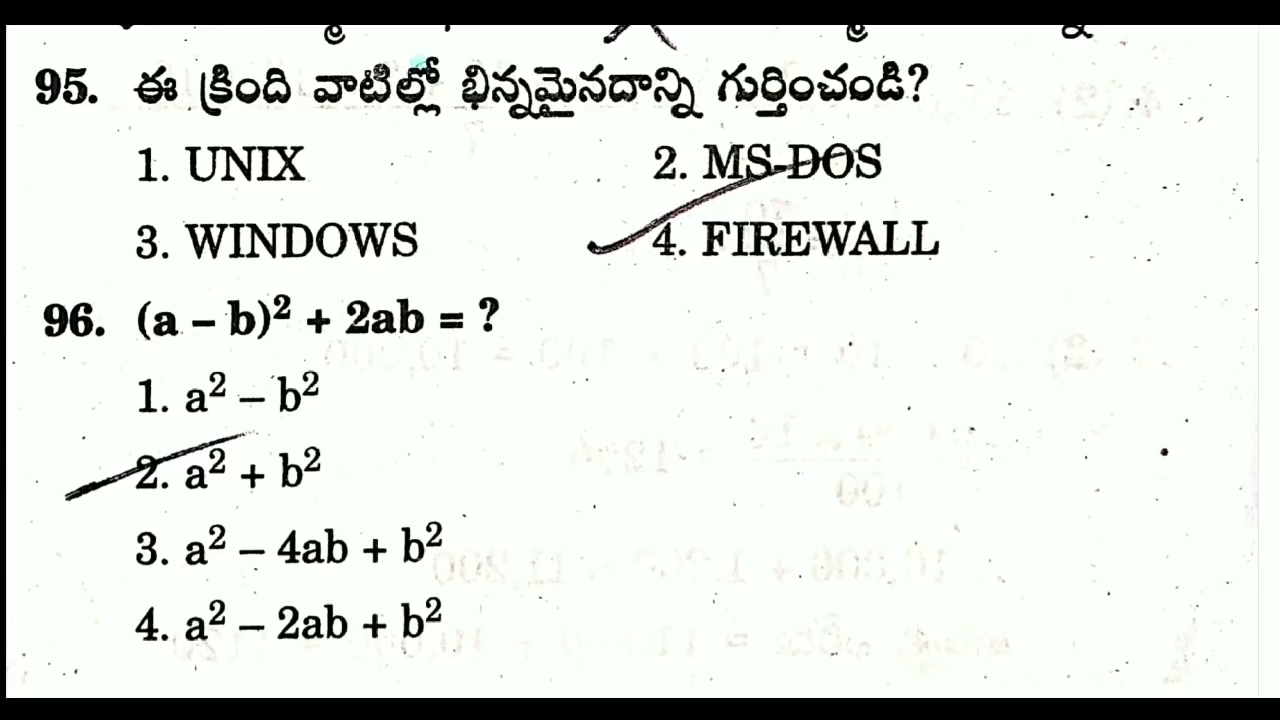 95. ఈ క్రింది వాటిల్లో భిన్నమైనదాన్ని గుర్తించండి?
1. UNIX 2. MS-DOS
3. WINDOWS 4. FIREWALL
96. (a – b)² + 2ab = ?
1. a² – b²
2. a² + b²
3. a² – 4ab + b²
4. a² – 2ab + b²